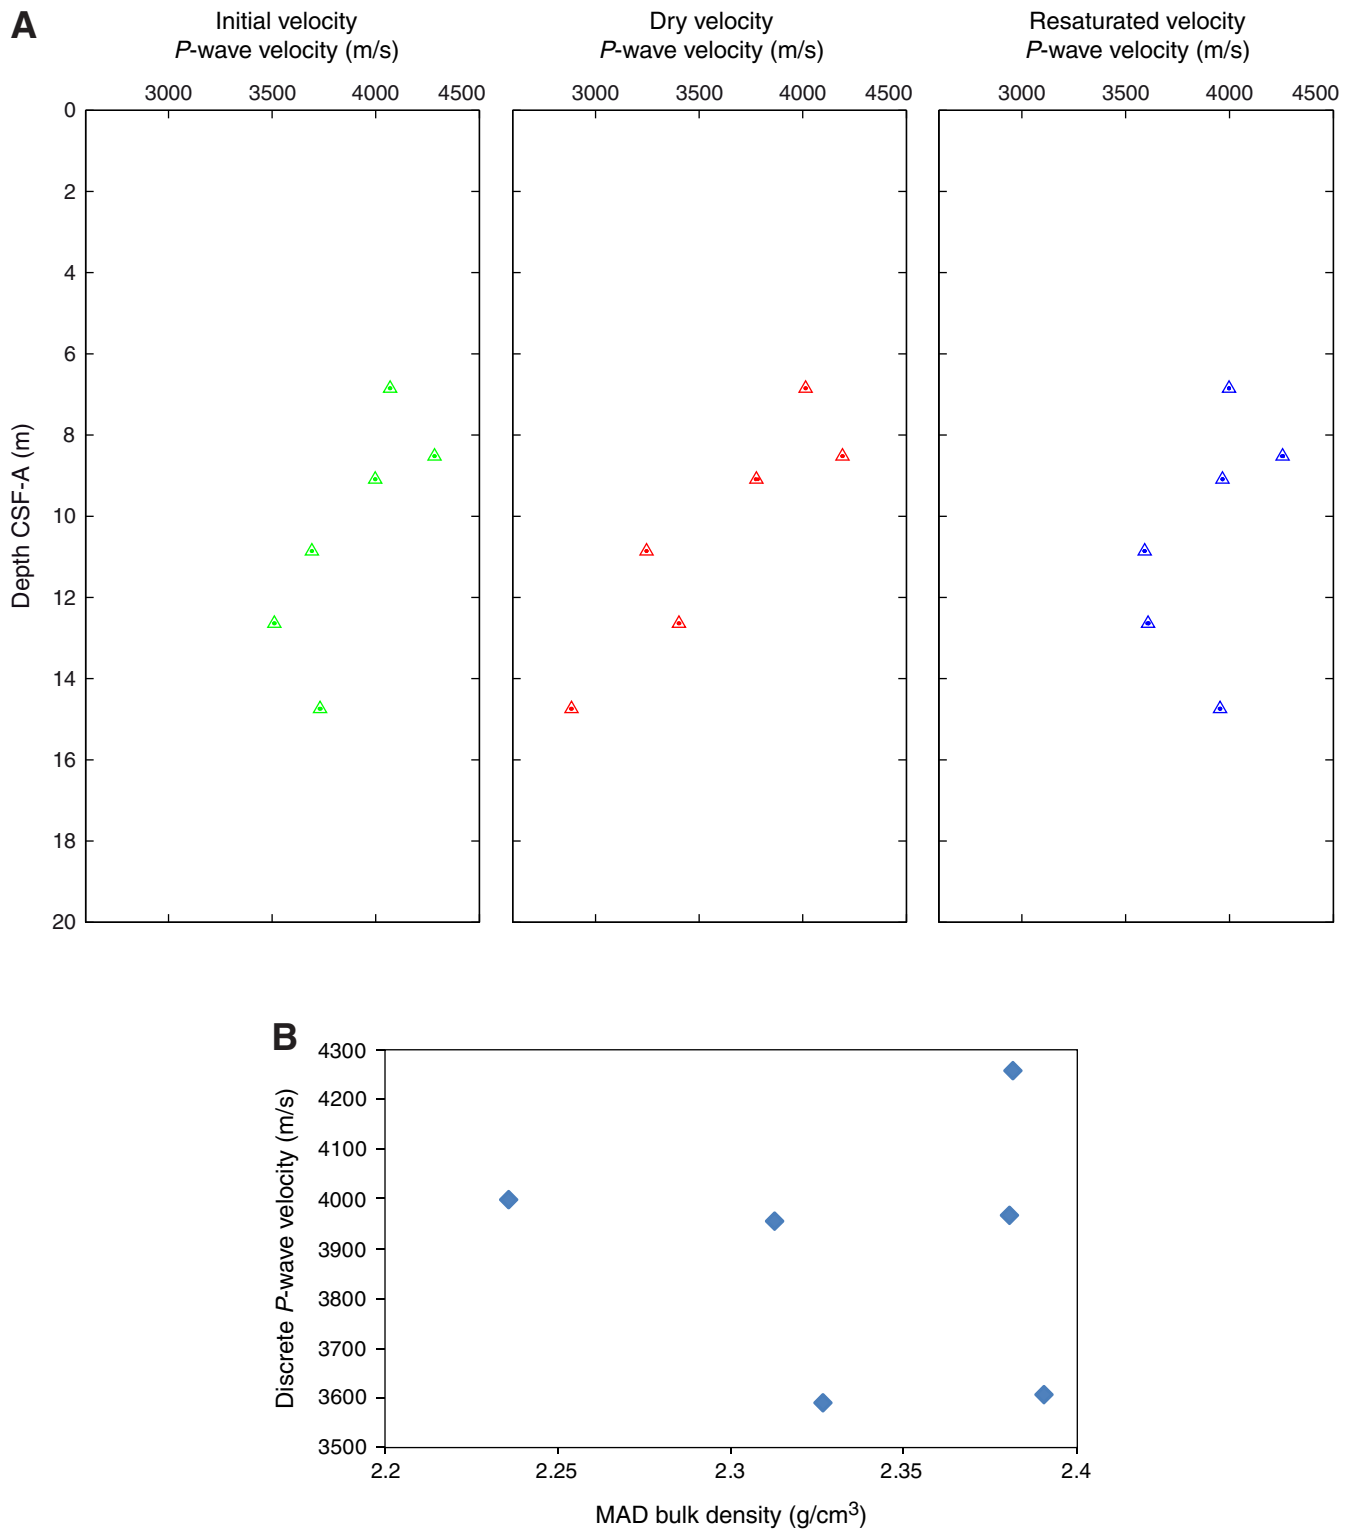 A
Initial velocity
P-wave velocity (m/s)
Dry velocity
P-wave velocity (m/s)
Resaturated velocity
P-wave velocity (m/s)
3000 3500 4000 4500
3000 3500 4000 4500
3000 3500 4000 4500
0
2
4
6
8
10
12
14
16
18
20
Depth CSF-A (m)
B
4300
4200
4100
4000
3900
3800
3700
3600
3500
Discrete P-wave velocity (m/s)
2.2 2.25 2.3 2.35 2.4
MAD bulk density (g/cm³)